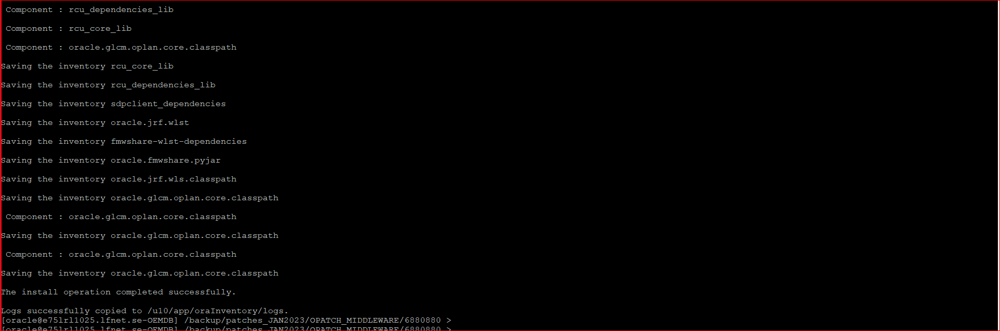 Component : rcu_dependencies_lib
Component : rcu_core_lib
Component : oracle.glcm.oplan.core.classpath
Saving the inventory rcu_core_lib
Saving the inventory rcu_dependencies_lib
Saving the inventory sdpclient_dependencies
Saving the inventory oracle.jrf.wlst
Saving the inventory fmwshare-wlst-dependencies
Saving the inventory oracle.fmwshare.pyjar
Saving the inventory oracle.jrf.wls.classpath
Saving the inventory oracle.glcm.oplan.core.classpath
Component : oracle.glcm.oplan.core.classpath
Saving the inventory oracle.glcm.oplan.core.classpath
Component : oracle.glcm.oplan.core.classpath
Saving the inventory oracle.glcm.oplan.core.classpath
The install operation completed successfully.
Logs successfully copied to /u10/app/oraInventory/logs.
[oracle@e75lrl1025.lfnet.se-OEMDB] /backup/patches_JAN2023/OPATCH_MIDDLEWARE/6880880 >
[oracle@e75lrl1025.lfnet.se-OEMDB] /backup/patches_JAN2023/OPATCH_MIDDLEWARE/6880880 >